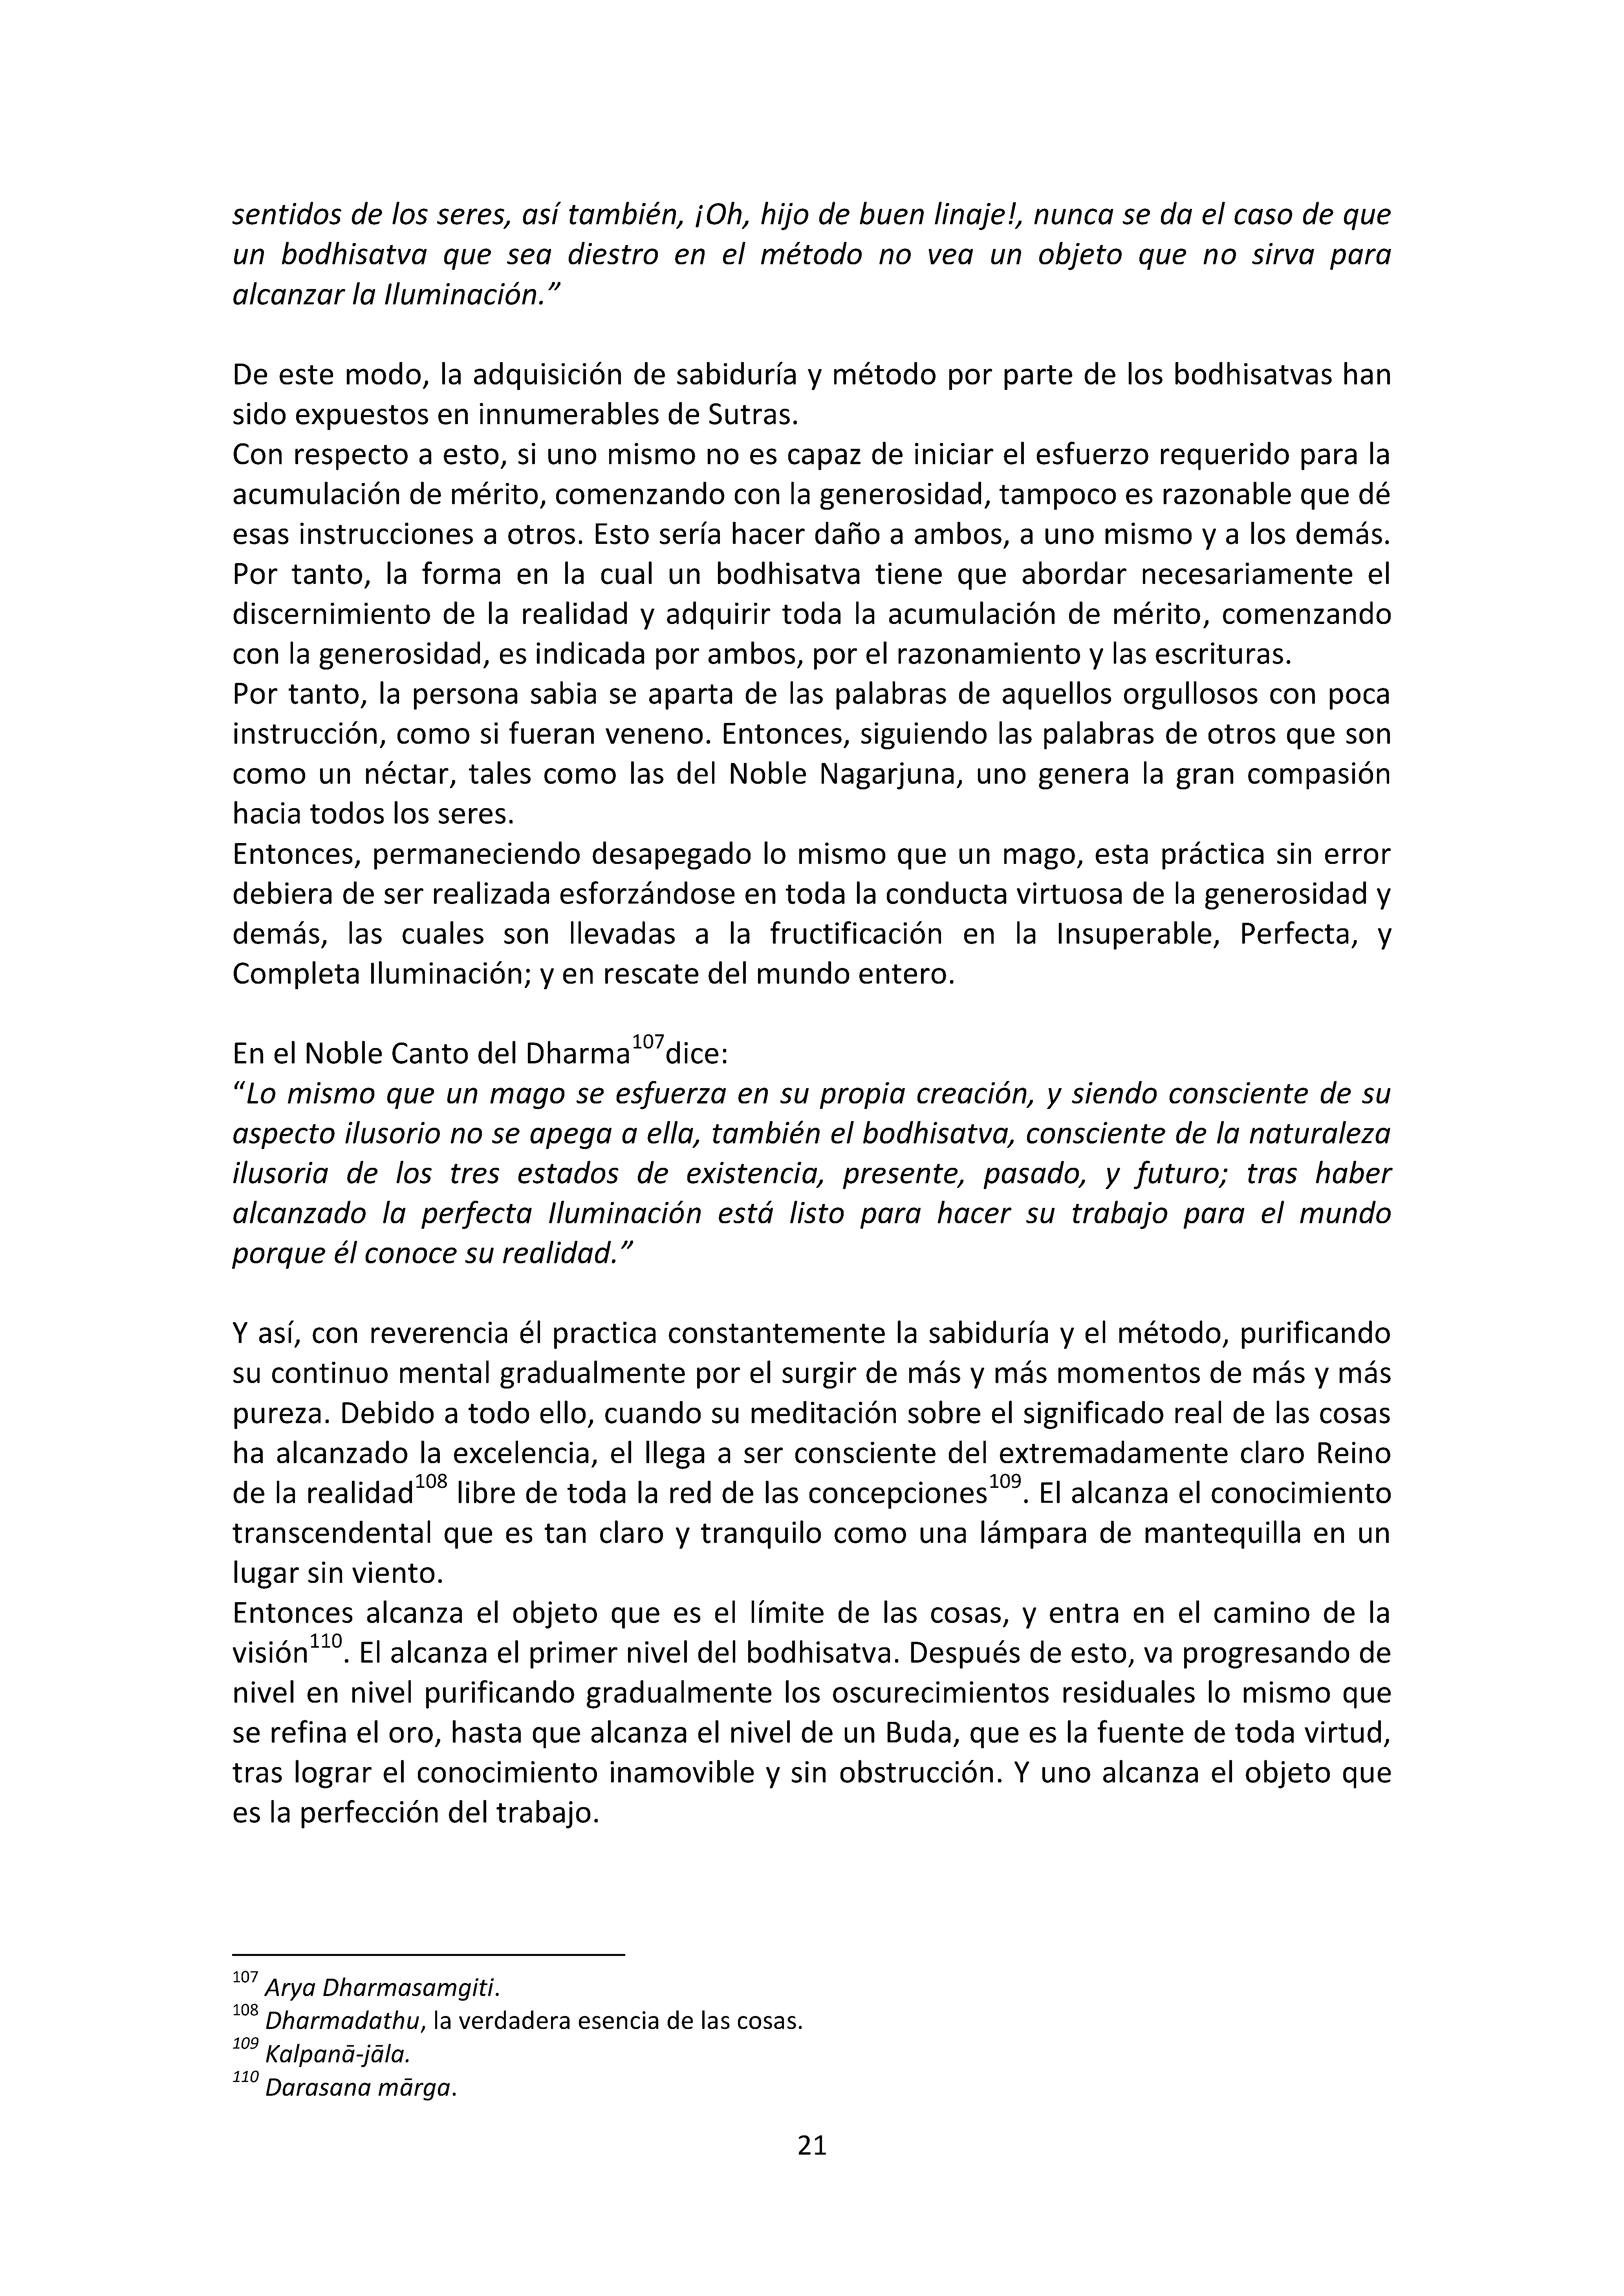 sentidos de los seres, así también, ¡Oh, hijo de buen linaje!, nunca se da el caso de que
un bodhisatva que sea diestro en el método no vea un objeto que no sirva para
alcanzar la Iluminación.”
De este modo, la adquisición de sabiduría y método por parte de los bodhisatvas han
sido expuestos en innumerables de Sutras.
Con respecto a esto, si uno mismo no es capaz de iniciar el esfuerzo requerido para la
acumulación de mérito, comenzando con la generosidad, tampoco es razonable que dé
esas instrucciones a otros. Esto sería hacer daño a ambos, a uno mismo y a los demás.
Por tanto, la forma en la cual un bodhisatva tiene que abordar necesariamente el
discernimiento de la realidad y adquirir toda la acumulación de mérito, comenzando
con la generosidad, es indicada por ambos, por el razonamiento y las escrituras.
Por tanto, la persona sabia se aparta de las palabras de aquellos orgullosos con poca
instrucción, como si fueran veneno. Entonces, siguiendo las palabras de otros que son
como un néctar, tales como las del Noble Nagarjuna, uno genera la gran compasión
hacia todos los seres.
Entonces, permaneciendo desapegado lo mismo que un mago, esta práctica sin error
debiera de ser realizada esforzándose en toda la conducta virtuosa de la generosidad y
demás, las cuales son llevadas a la fructificación en la Insuperable, Perfecta, y
Completa Iluminación; y en rescate del mundo entero.
En el Noble Canto del Dharma107dice:
“Lo mismo que un mago se esfuerza en su propia creación, y siendo consciente de su
aspecto ilusorio no se apega a ella, también el bodhisatva, consciente de la naturaleza
ilusoria de los tres estados de existencia, presente, pasado, y futuro; tras haber
alcanzado la perfecta Iluminación está listo para hacer su trabajo para el mundo
porque él conoce su realidad.”
Y así, con reverencia él practica constantemente la sabiduría y el método, purificando
su continuo mental gradualmente por el surgir de más y más momentos de más y más
pureza. Debido a todo ello, cuando su meditación sobre el significado real de las cosas
ha alcanzado la excelencia, el llega a ser consciente del extremadamente claro Reino
de la realidad108 libre de toda la red de las concepciones109. El alcanza el conocimiento
transcendental que es tan claro y tranquilo como una lámpara de mantequilla en un
lugar sin viento.
Entonces alcanza el objeto que es el límite de las cosas, y entra en el camino de la
visión110. El alcanza el primer nivel del bodhisatva. Después de esto, va progresando de
nivel en nivel purificando gradualmente los oscurecimientos residuales lo mismo que
se refina el oro, hasta que alcanza el nivel de un Buda, que es la fuente de toda virtud,
tras lograr el conocimiento inamovible y sin obstrucción. Y uno alcanza el objeto que
es la perfección del trabajo.
107 Arya Dharmasamgiti.
108 Dharmadathu, la verdadera esencia de las cosas.
109 Kalpanā-jāla.
110 Darasana mārga.
21